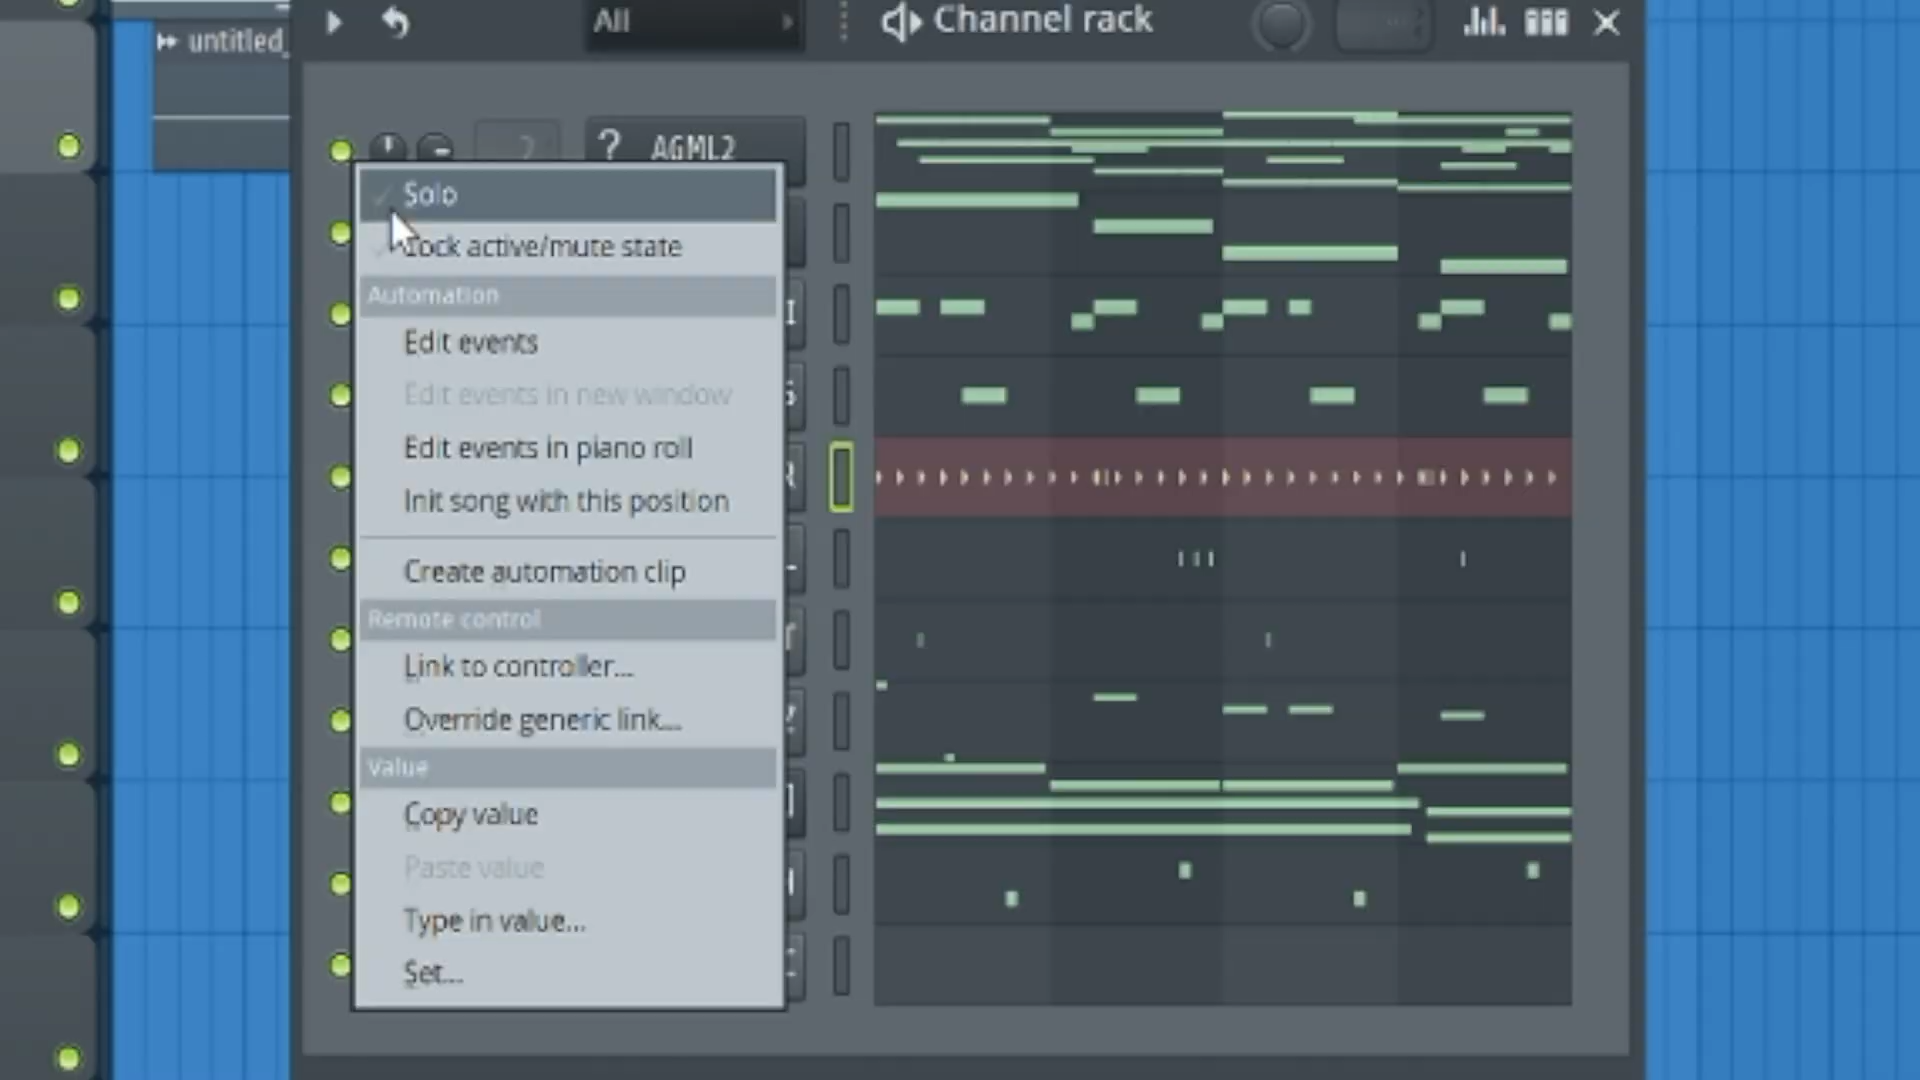 untitled_
All
Channel rack
2
? AGML2
Solo
Lock active/mute state
Automation
Edit events
Edit events in new window
Edit events in piano roll
Init song with this position
Create automation clip
Remote control
Link to controller...
Override generic link...
Value
Copy value
Paste value
Type in value...
Set...